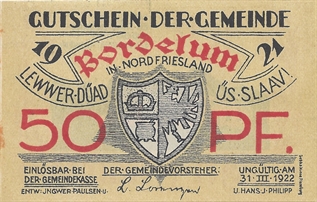 GUTSCHEIN · DER · GEMEINDE
19 Bordelum 21
IN · NORDFRIESLAND
LEWWER · DÜAD ÜS · SLAAV!
50 PF.
EINLÖSBAR · BEI DER · GEMEINDEVORSTEHER: UNGÜLTIG · AM
DER · GEMEINDEKASSE L. Lorenzen 31 · III · 1922
ENTW: JNGWER · PAULSEN · U. U. HANS · J · PHILIPP